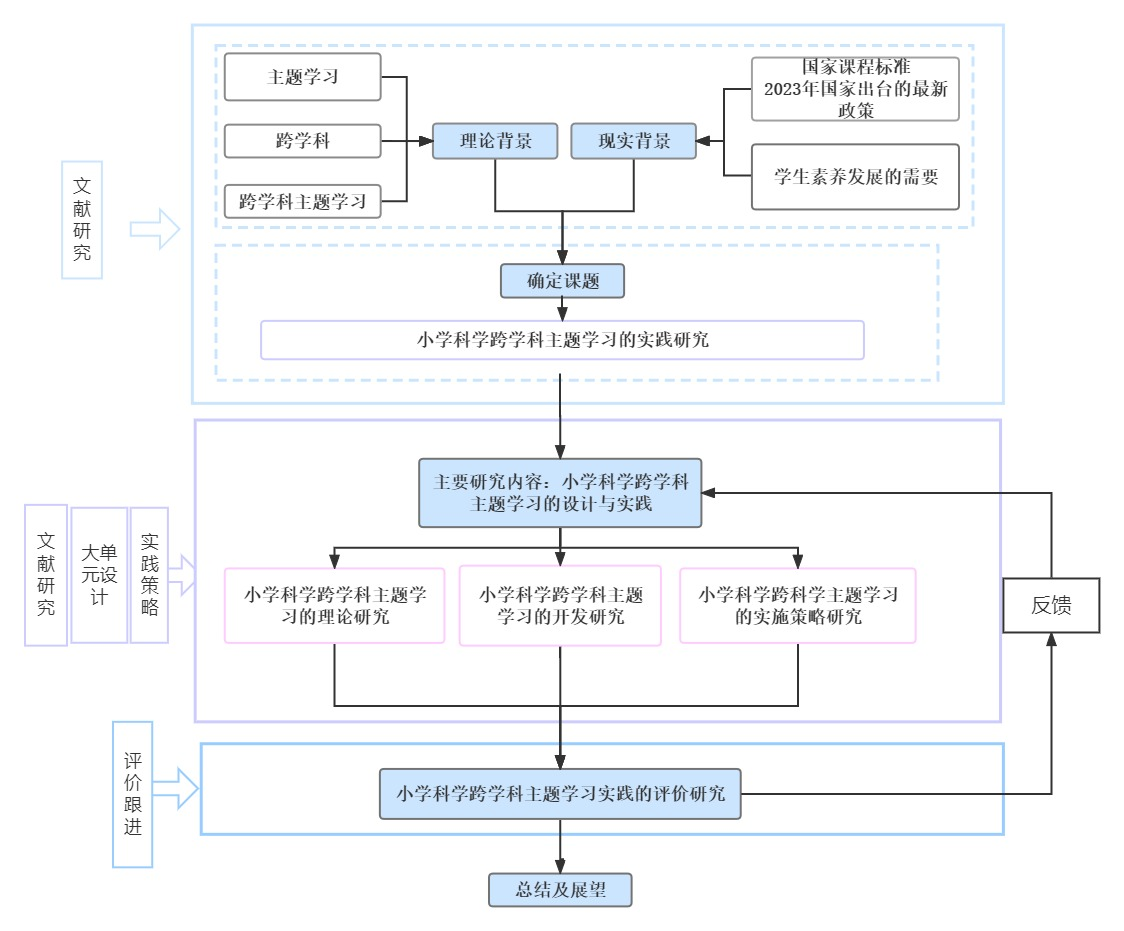 主题学习
跨学科
跨学科主题学习
理论背景
现实背景
国家课程标准
2023年国家出台的最新
政策
学生素养发展的需要
文
献
研
究
确定课题
小学科学跨学科主题学习的实践研究
主要研究内容：小学科学跨学科
主题学习的设计与实践
文
献
研
究
大单
元设
计
实
践
策
略
小学科学跨学科主题学
习的理论研究
小学科学跨学科主题
学习的开发研究
小学科学跨科学主题学习
的实施策略研究
反馈
评
价
跟
进
小学科学跨学科主题学习实践的评价研究
总结及展望